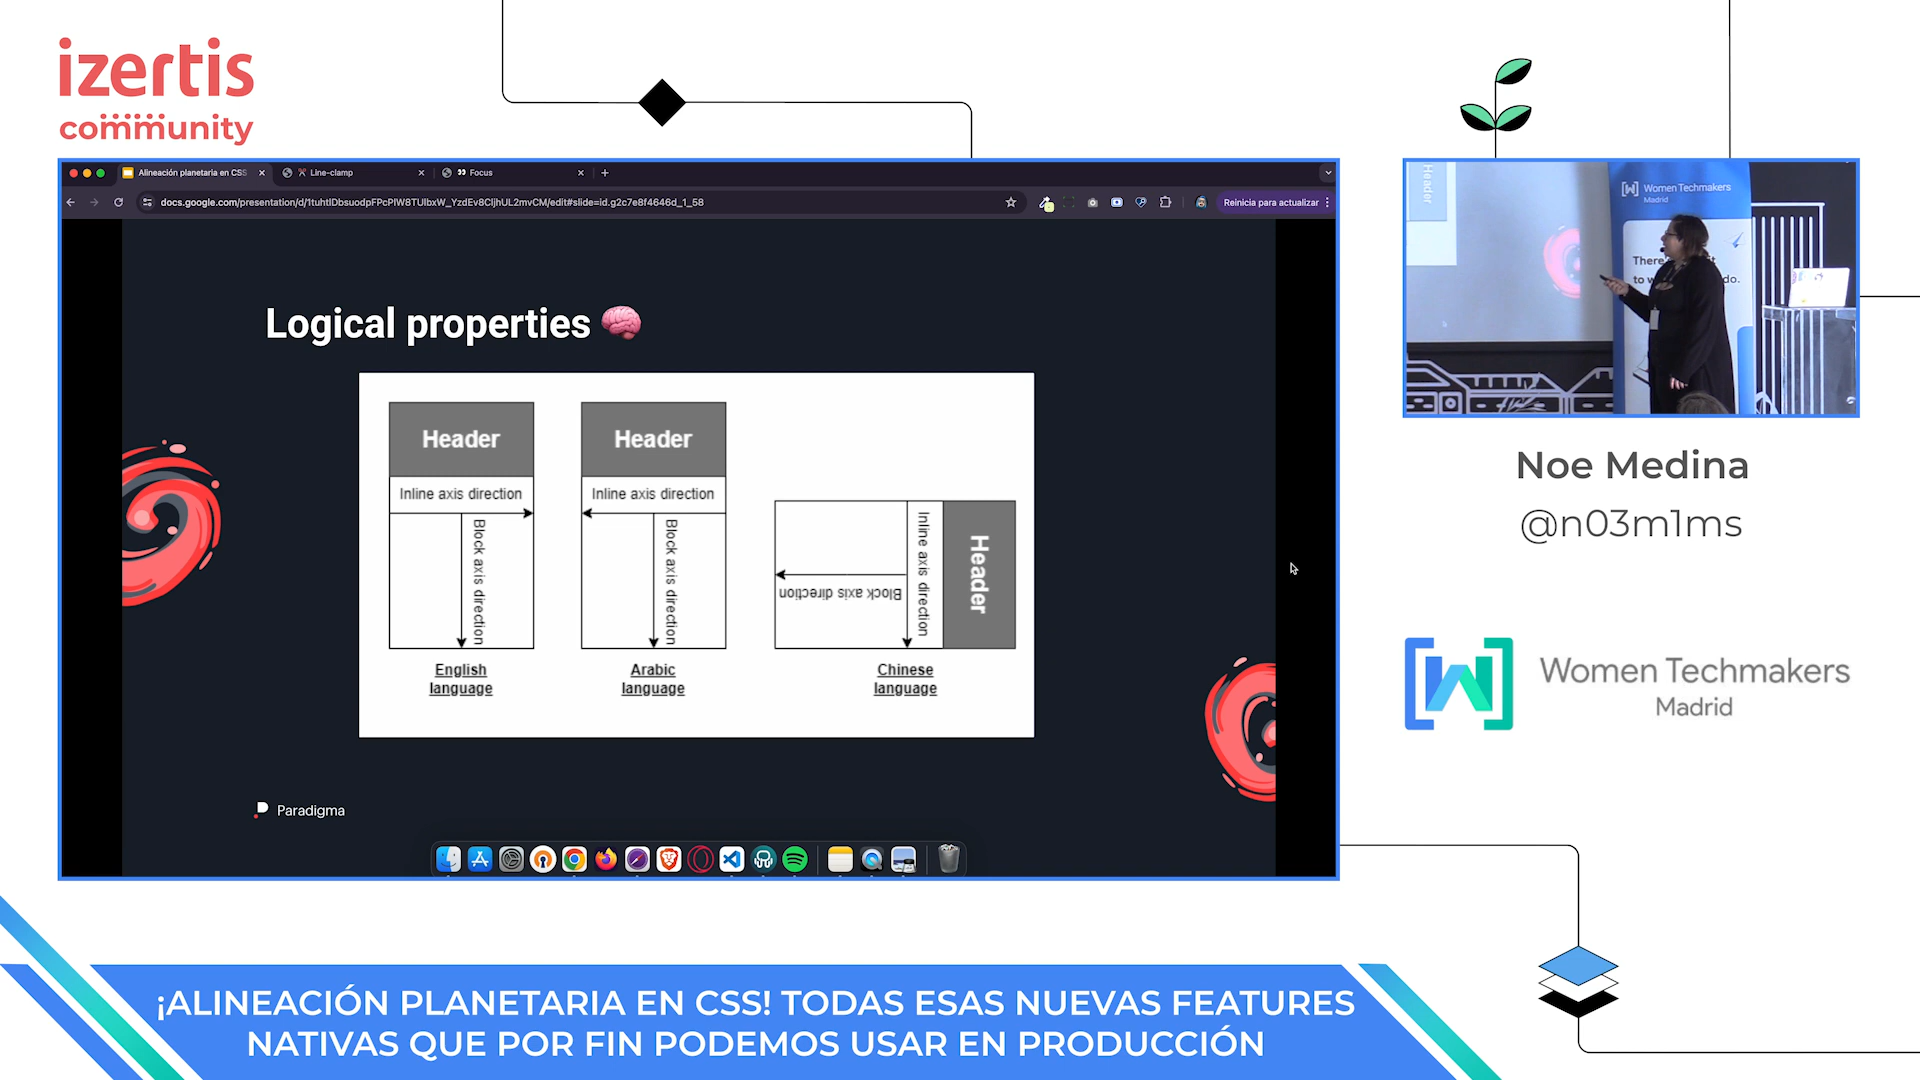 izertis
community
Alineación planetaria en CSS
Line-clamp
Focus
docs.google.com/presentation/d/1tuhtIDbsuodpFPcPIW8TUIbxW_YzdEv8CIjhUL2mvCM/edit#slide=id.g2c7e8f4646d_1_58
Reinicia para actualizar
Logical properties
Header
Inline axis direction
Block axis direction
English
language
Header
Inline axis direction
Block axis direction
Arabic
language
Header
Inline axis direction
Block axis direction
Chinese
language
Paradigma
Header
Women Techmakers
Madrid
Noe Medina
@n03m1ms
Women Techmakers
Madrid
¡ALINEACIÓN PLANETARIA EN CSS! TODAS ESAS NUEVAS FEATURES
NATIVAS QUE POR FIN PODEMOS USAR EN PRODUCCIÓN